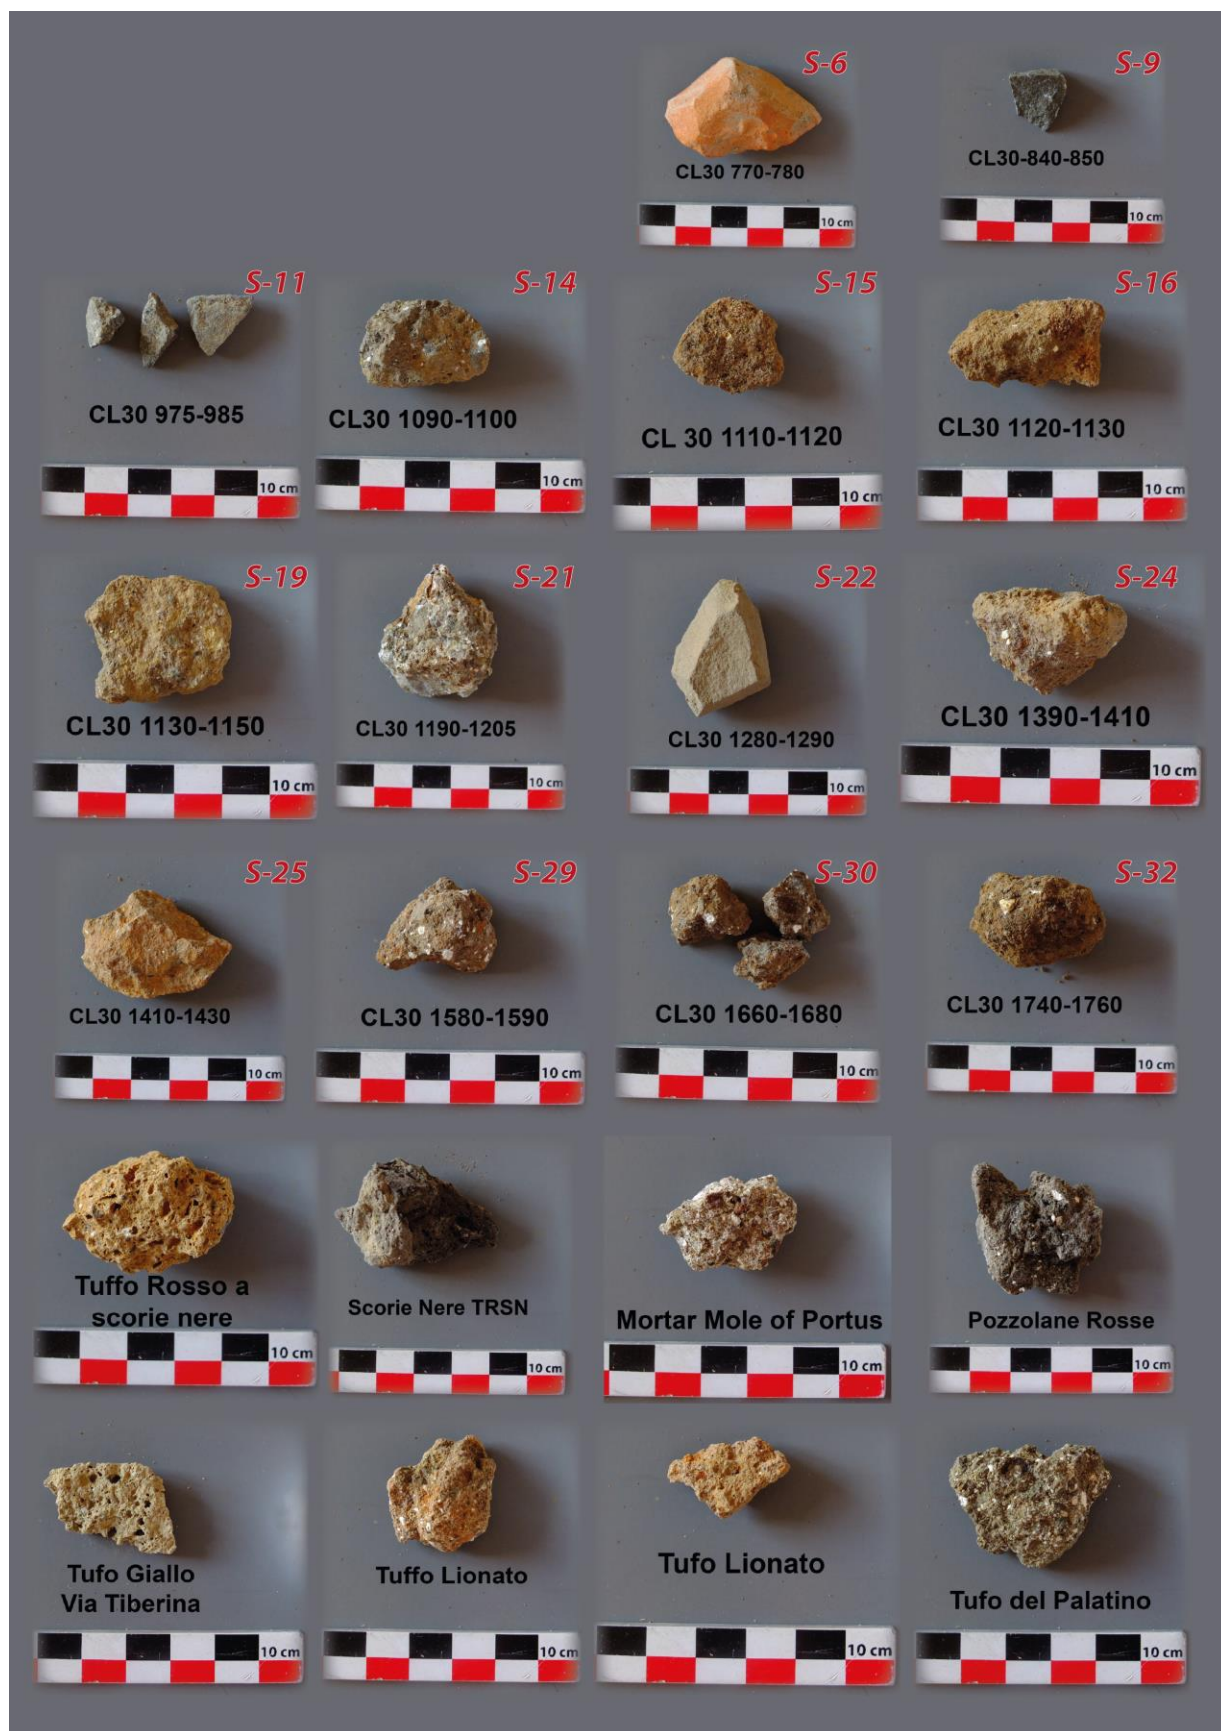 S-6
CL30 770-780
10 cm
S-9
CL30-840-850
10 cm
S-11
CL30 975-985
10 cm
S-14
CL30 1090-1100
10 cm
S-15
CL 30 1110-1120
10 cm
S-16
CL30 1120-1130
10 cm
S-19
CL30 1130-1150
10 cm
S-21
CL30 1190-1205
10 cm
S-22
CL30 1280-1290
10 cm
S-24
CL30 1390-1410
10 cm
S-25
CL30 1410-1430
10 cm
S-29
CL30 1580-1590
10 cm
S-30
CL30 1660-1680
10 cm
S-32
CL30 1740-1760
10 cm
Tuffo Rosso a
scorie nere
10 cm
Scorie Nere TRSN
10 cm
Mortar Mole of Portus
10 cm
Pozzolane Rosse
10 cm
Tufo Giallo
Via Tiberina
10 cm
Tuffo Lionato
10 cm
Tufo Lionato
10 cm
Tufo del Palatino
10 cm